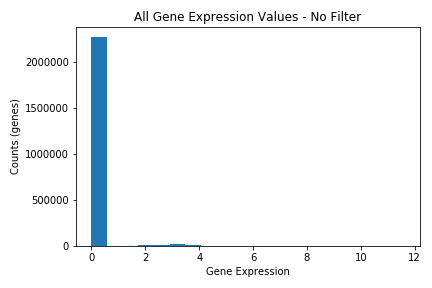 All Gene Expression Values - No Filter
Counts (genes)
2000000
1500000
1000000
500000
0
0 2 4 6 8 10 12
Gene Expression